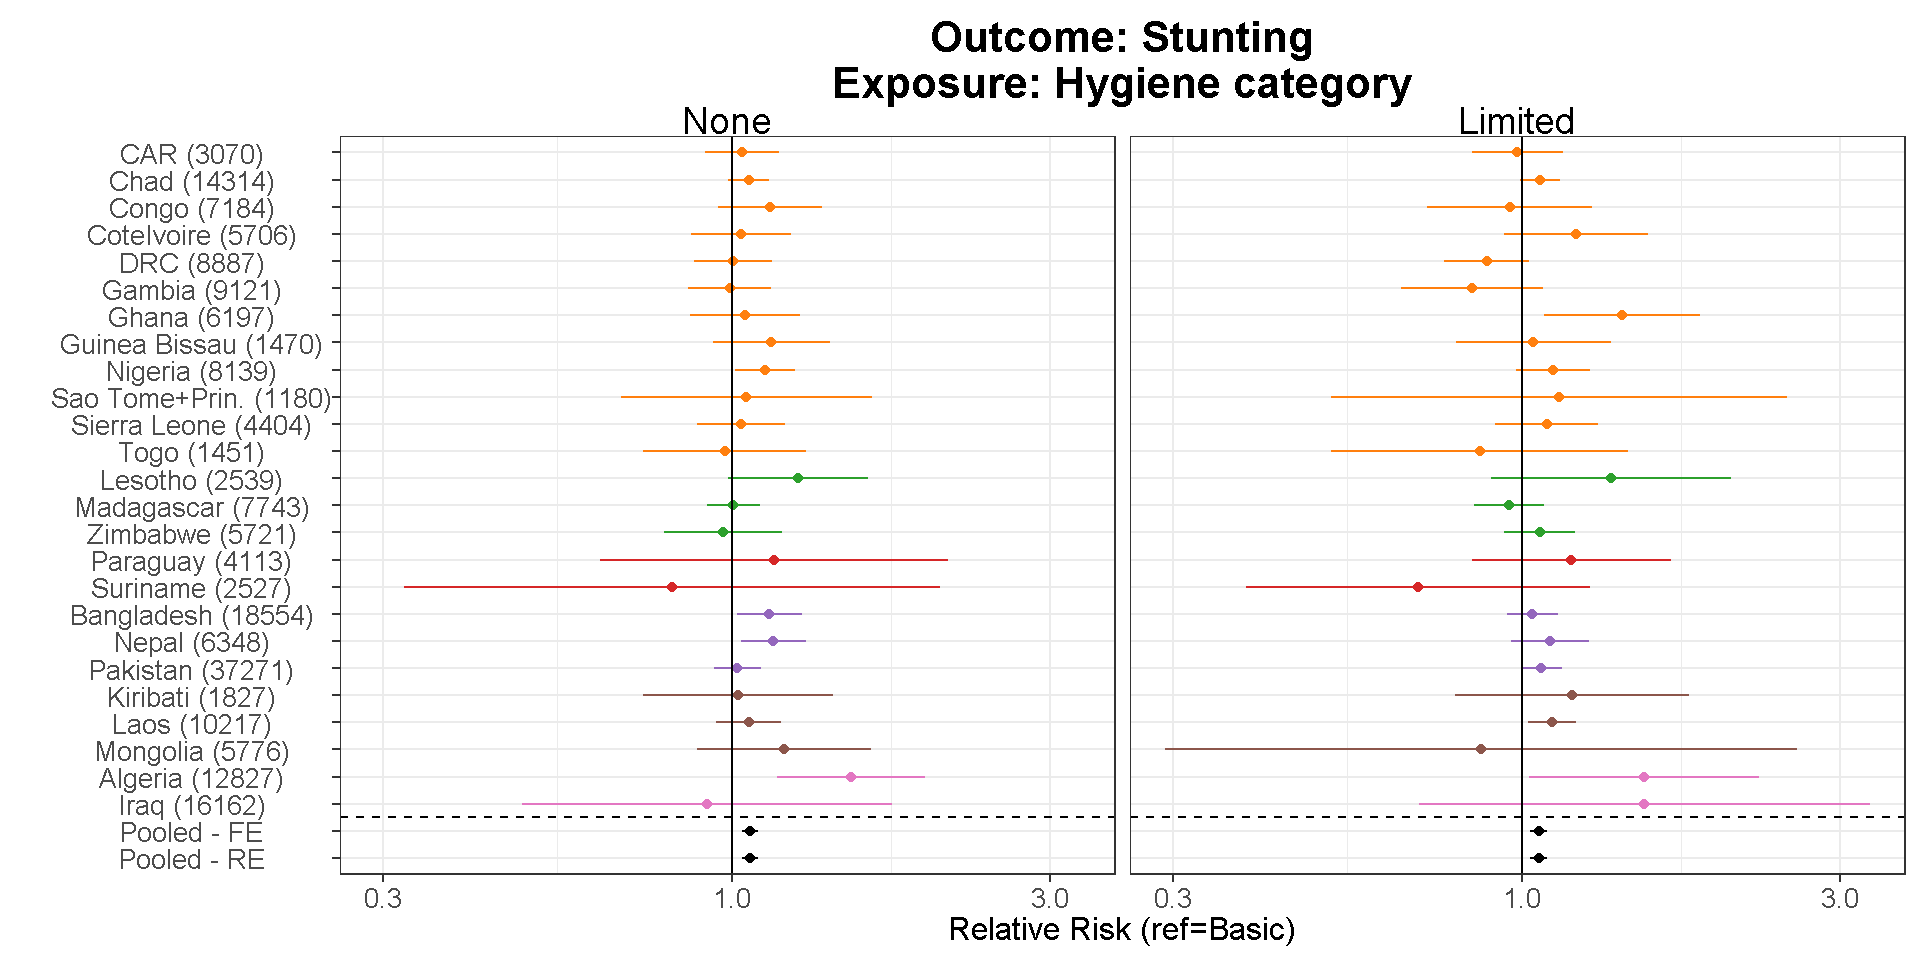 Outcome: Stunting
Exposure: Hygiene category
None
Limited
CAR (3070)
Chad (14314)
Congo (7184)
CoteIvoire (5706)
DRC (8887)
Gambia (9121)
Ghana (6197)
Guinea Bissau (1470)
Nigeria (8139)
Sao Tome+Prin. (1180)
Sierra Leone (4404)
Togo (1451)
Lesotho (2539)
Madagascar (7743)
Zimbabwe (5721)
Paraguay (4113)
Suriname (2527)
Bangladesh (18554)
Nepal (6348)
Pakistan (37271)
Kiribati (1827)
Laos (10217)
Mongolia (5776)
Algeria (12827)
Iraq (16162)
Pooled - FE
Pooled - RE
0.3 1.0 3.0
0.3 1.0 3.0
Relative Risk (ref=Basic)